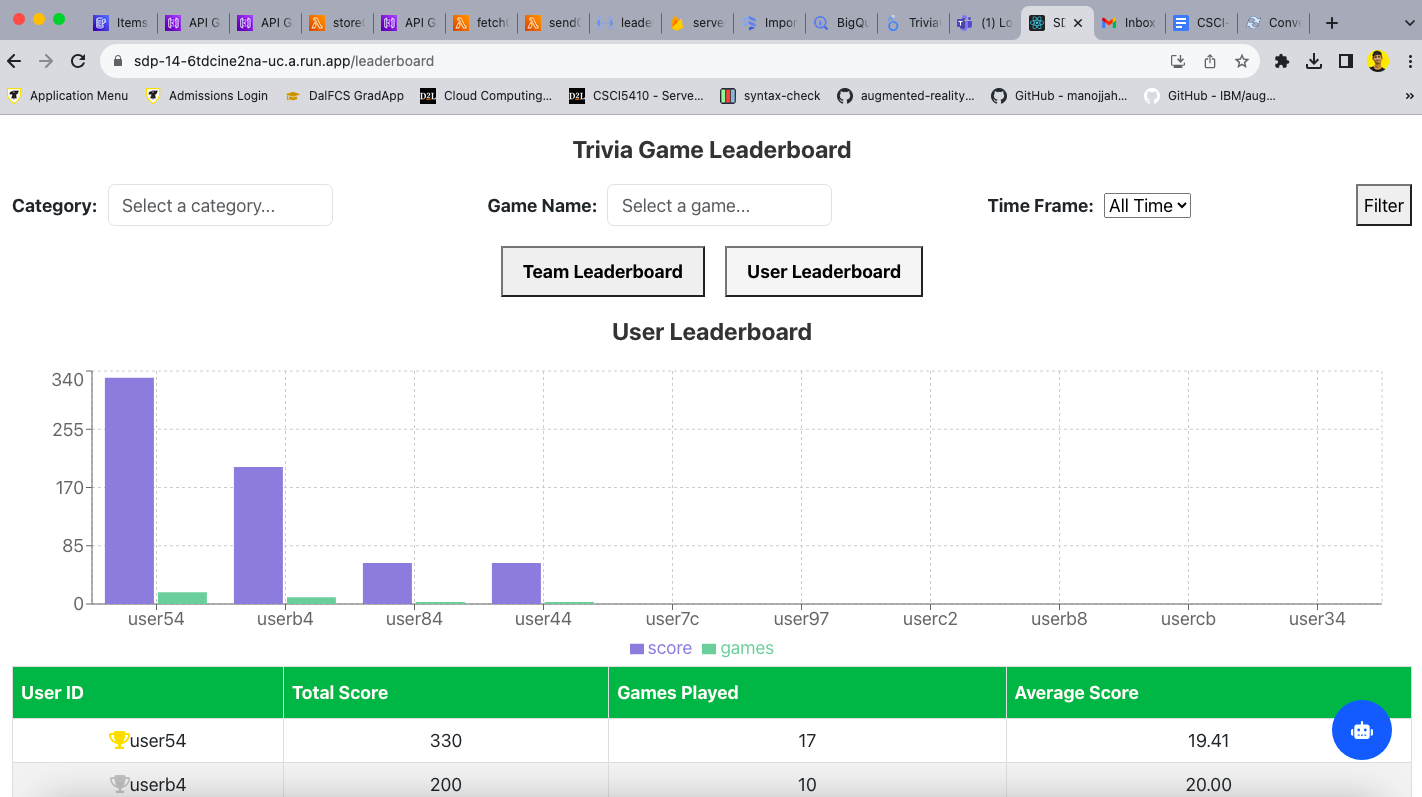 Items
API G
API G
store(
API G
fetch(
send(
leade
serve
Impor
BigQu
Trivia
(1) Lo
SD
Inbox
CSCI-
Conve
sdp-14-6tdcine2na-uc.a.run.app/leaderboard
Application Menu
Admissions Login
DalFCS GradApp
D2L
Cloud Computing...
D2L
CSCI5410 - Serve...
syntax-check
augmented-reality...
GitHub - manojjah...
GitHub - IBM/aug...
»
Trivia Game Leaderboard
Category: Select a category... Game Name: Select a game... Time Frame: All Time Filter
Team Leaderboard User Leaderboard
User Leaderboard
340
255
170
85
0
user54 userb4 user84 user44 user7c user97 userc2 userb8 usercb user34
score games
User ID Total Score Games Played Average Score
user54 330 17 19.41
userb4 200 10 20.00